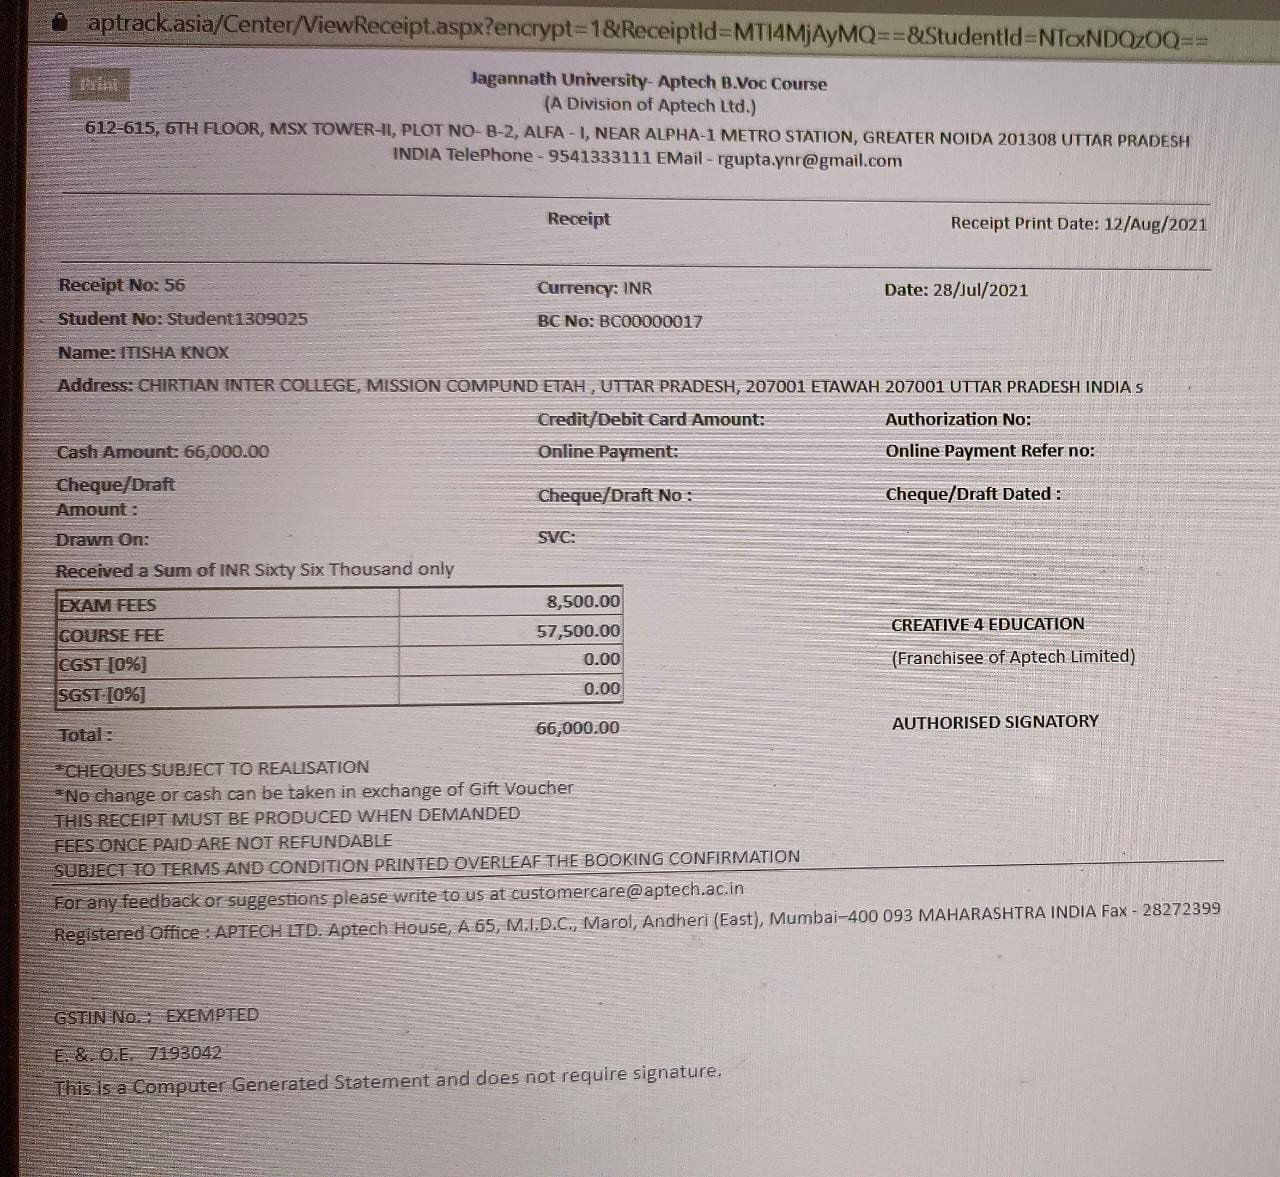 aptrack.asia/Center/ViewReceipt.aspx?encrypt=1&ReceiptId=MTI4MjAyMQ==&StudentId=NTcxNDQzOQ==
Print
Jagannath University- Aptech B.Voc Course
(A Division of Aptech Ltd.)
612-615, 6TH FLOOR, MSX TOWER-II, PLOT NO- B-2, ALFA - I, NEAR ALPHA-1 METRO STATION, GREATER NOIDA 201308 UTTAR PRADESH
INDIA TelePhone - 9541333111 EMail - rgupta.ynr@gmail.com
Receipt Receipt Print Date: 12/Aug/2021
Receipt No: 56 Currency: INR Date: 28/Jul/2021
Student No: Student1309025 BC No: BC00000017
Name: ITISHA KNOX
Address: CHIRTIAN INTER COLLEGE, MISSION COMPUND ETAH , UTTAR PRADESH, 207001 ETAWAH 207001 UTTAR PRADESH INDIA s
Credit/Debit Card Amount: Authorization No:
Cash Amount: 66,000.00 Online Payment: Online Payment Refer no:
Cheque/Draft
Amount : Cheque/Draft No : Cheque/Draft Dated :
Drawn On: SVC:
Received a Sum of INR Sixty Six Thousand only
EXAM FEES 8,500.00
COURSE FEE 57,500.00
CREATIVE 4 EDUCATION
CGST [0%] 0.00
(Franchisee of Aptech Limited)
SGST [0%] 0.00
Total : 66,000.00 AUTHORISED SIGNATORY
*CHEQUES SUBJECT TO REALISATION
*No change or cash can be taken in exchange of Gift Voucher
THIS RECEIPT MUST BE PRODUCED WHEN DEMANDED
FEES ONCE PAID ARE NOT REFUNDABLE
SUBJECT TO TERMS AND CONDITION PRINTED OVERLEAF THE BOOKING CONFIRMATION
For any feedback or suggestions please write to us at customercare@aptech.ac.in
Registered Office : APTECH LTD. Aptech House, A 65, M.I.D.C., Marol, Andheri (East), Mumbai–400 093 MAHARASHTRA INDIA Fax - 28272399
GSTIN No. : EXEMPTED
E. &. O.E. 7193042
This is a Computer Generated Statement and does not require signature.